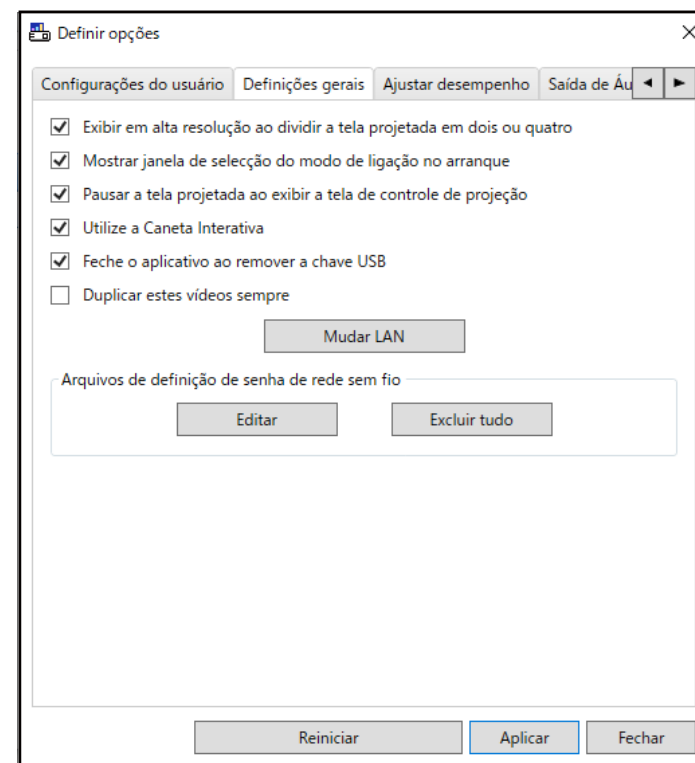 Definir opções
Configurações do usuário Definições gerais Ajustar desempenho Saída de Áu
Exibir em alta resolução ao dividir a tela projetada em dois ou quatro
Mostrar janela de selecção do modo de ligação no arranque
Pausar a tela projetada ao exibir a tela de controle de projeção
Utilize a Caneta Interativa
Feche o aplicativo ao remover a chave USB
Duplicar estes vídeos sempre
Mudar LAN
Arquivos de definição de senha de rede sem fio
Editar Excluir tudo
Reiniciar Aplicar Fechar